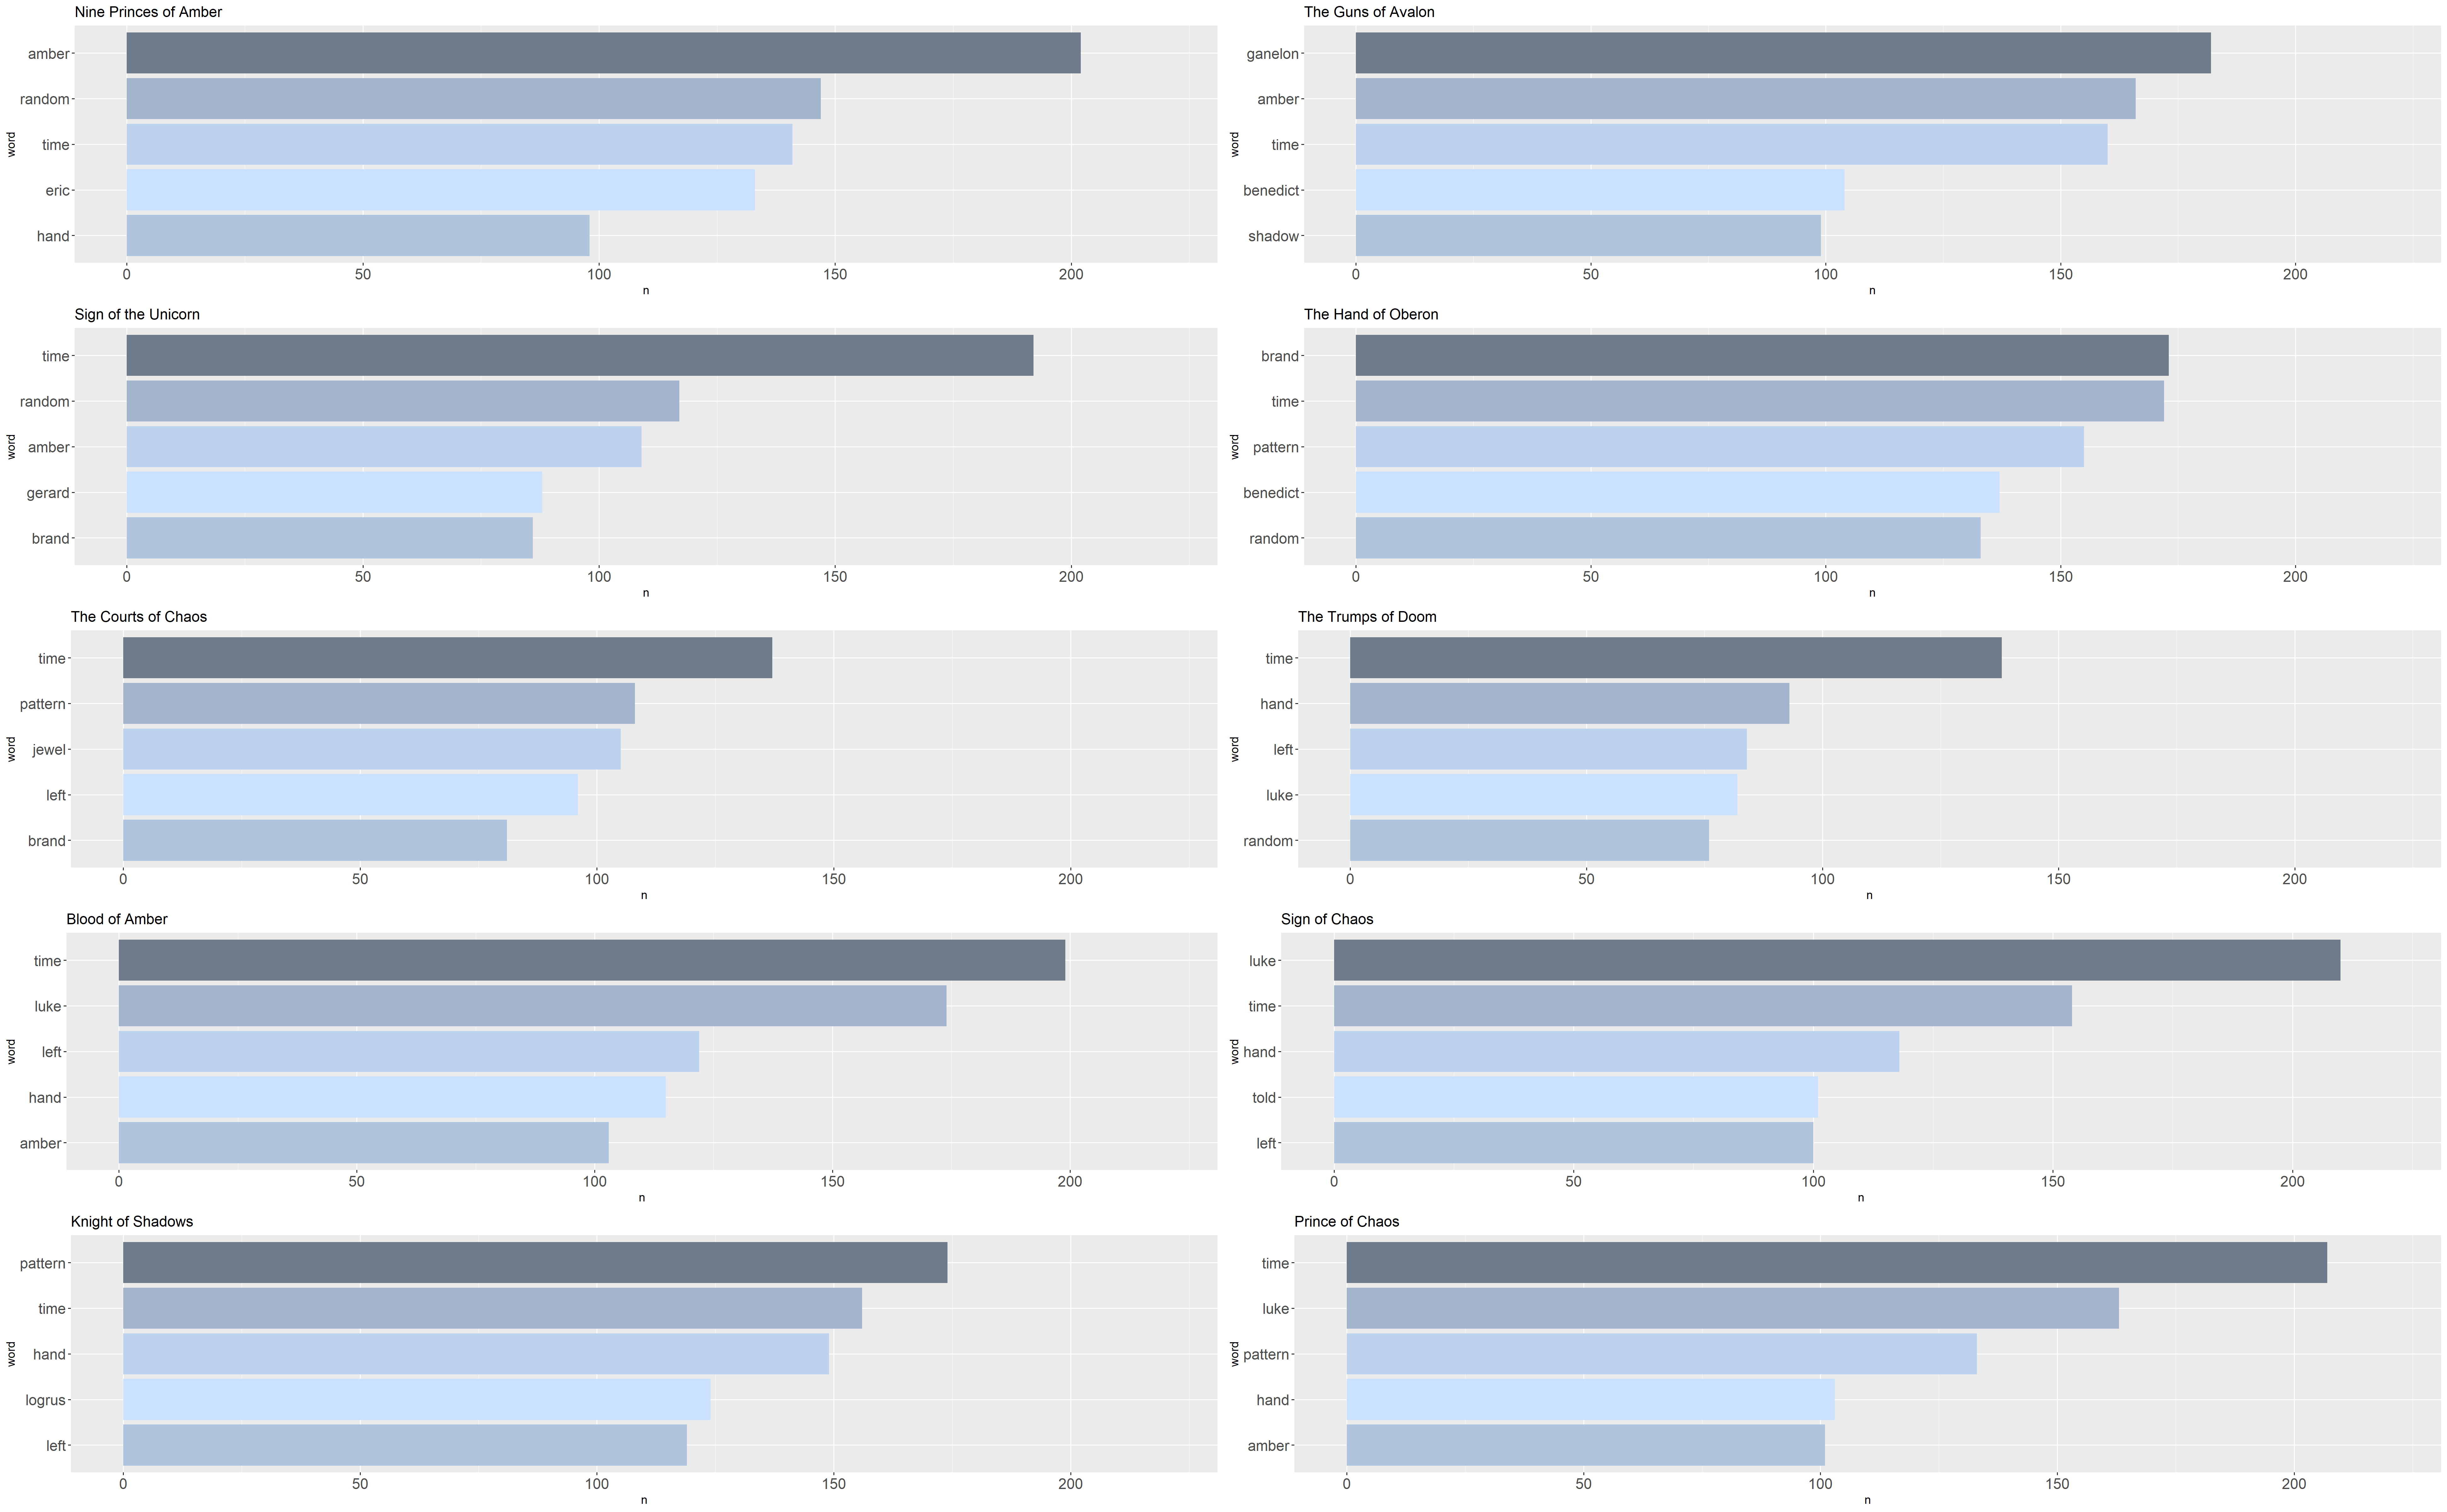 Nine Princes of Amber
word
amber
random
time
eric
hand
0 50 100 150 200
n
The Guns of Avalon
word
ganelon
amber
time
benedict
shadow
0 50 100 150 200
n
Sign of the Unicorn
word
time
random
amber
gerard
brand
0 50 100 150 200
n
The Hand of Oberon
word
brand
time
pattern
benedict
random
0 50 100 150 200
n
The Courts of Chaos
word
time
pattern
jewel
left
brand
0 50 100 150 200
n
The Trumps of Doom
word
time
hand
left
luke
random
0 50 100 150 200
n
Blood of Amber
word
time
luke
left
hand
amber
0 50 100 150 200
n
Sign of Chaos
word
luke
time
hand
told
left
0 50 100 150 200
n
Knight of Shadows
word
pattern
time
hand
logrus
left
0 50 100 150 200
n
Prince of Chaos
word
time
luke
pattern
hand
amber
0 50 100 150 200
n